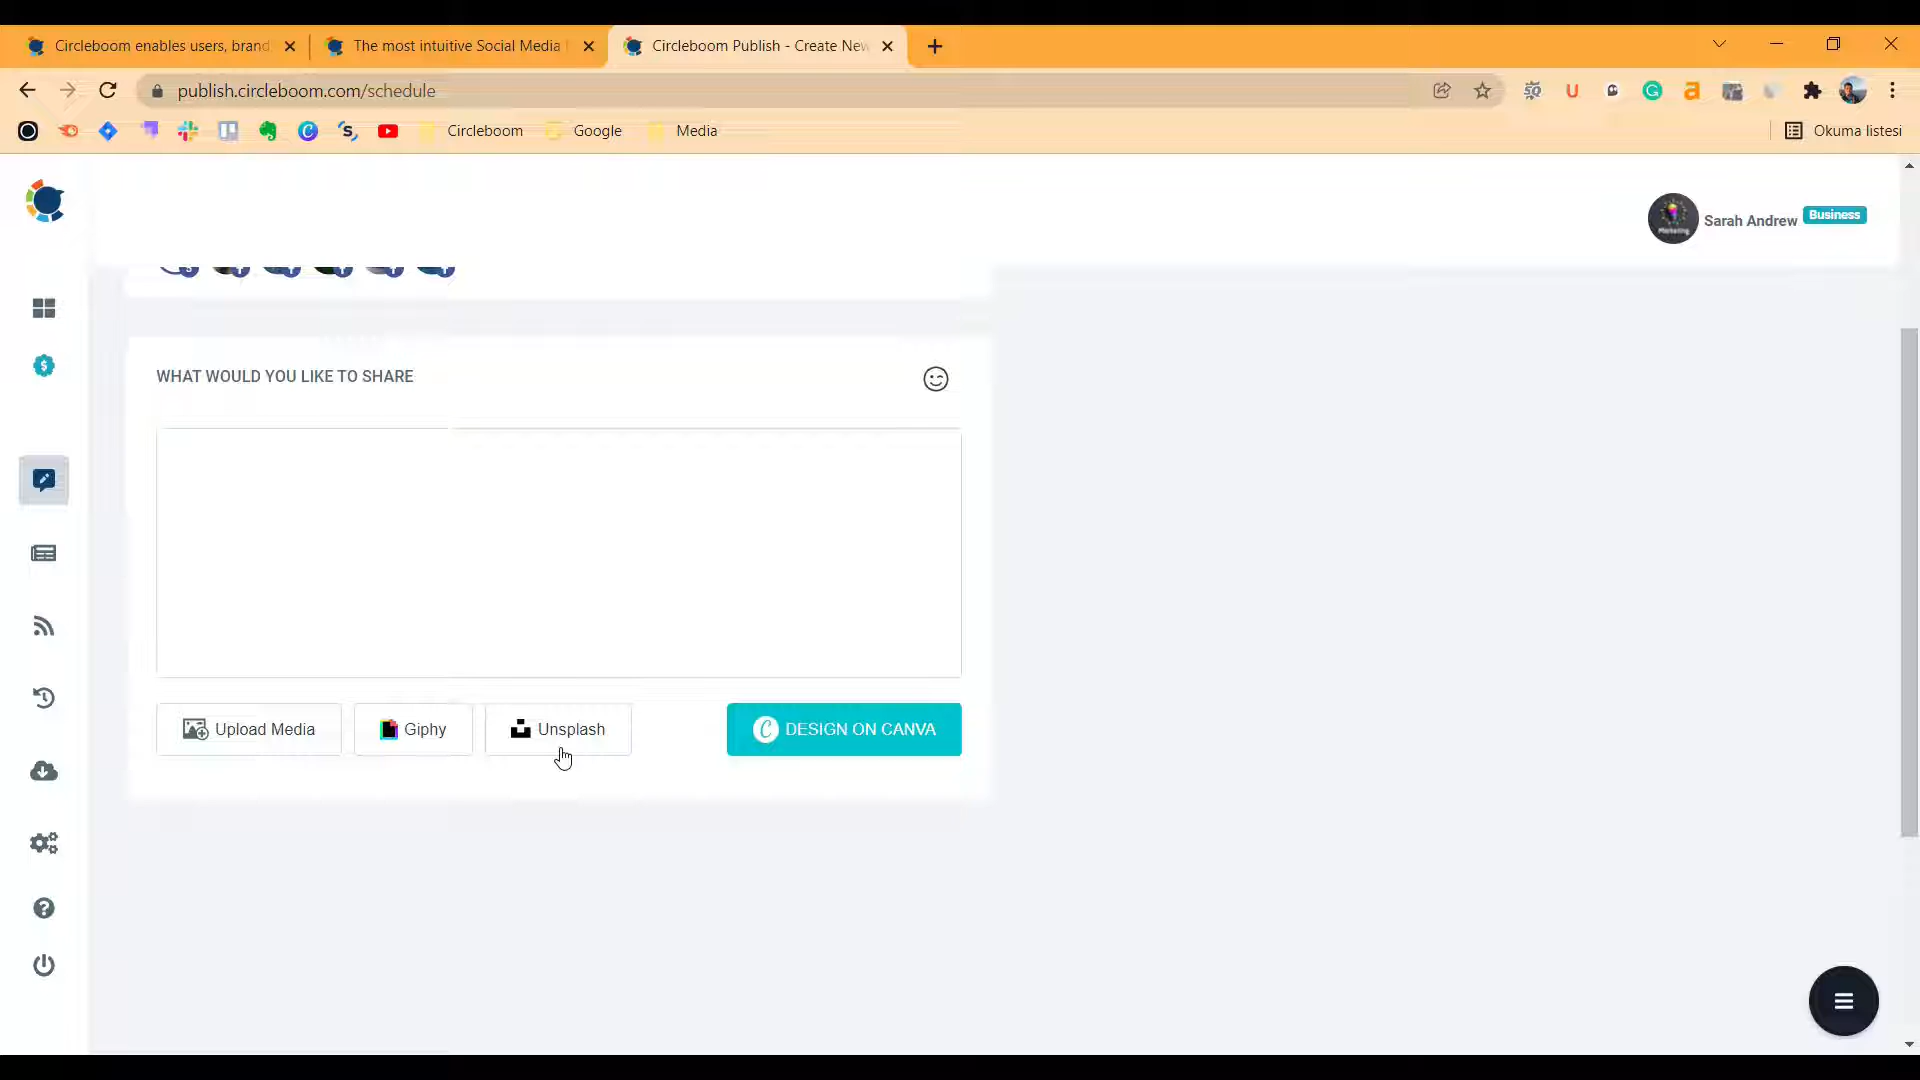 Circleboom enables users, brand
The most intuitive Social Media
Circleboom Publish - Create New
publish.circleboom.com/schedule
Circleboom
Google
Media
Okuma listesi
Sarah Andrew
Business
WHAT WOULD YOU LIKE TO SHARE
Upload Media
Giphy
Unsplash
DESIGN ON CANVA